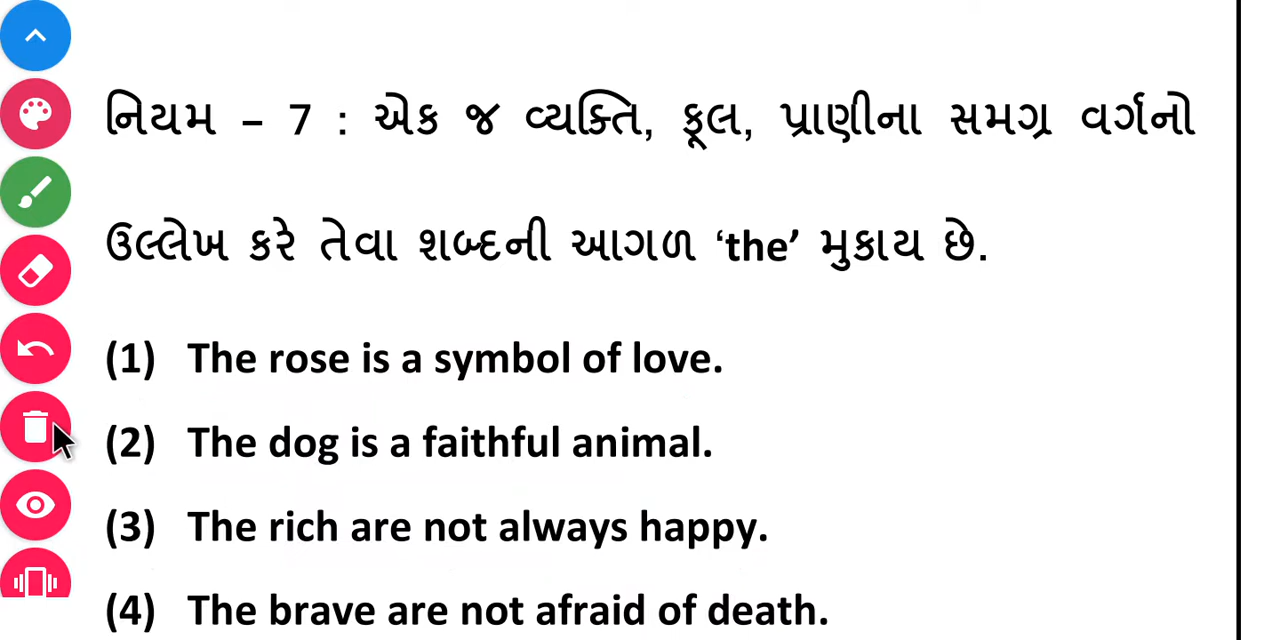 નિયમ – 7 : એક જ વ્યક્તિ, ફૂલ, પ્રાણીના સમગ્ર વર્ગનો
ઉલ્લેખ કરે તેવા શબ્દની આગળ ‘the’ મુકાય છે.
(1) The rose is a symbol of love.
(2) The dog is a faithful animal.
(3) The rich are not always happy.
(4) The brave are not afraid of death.